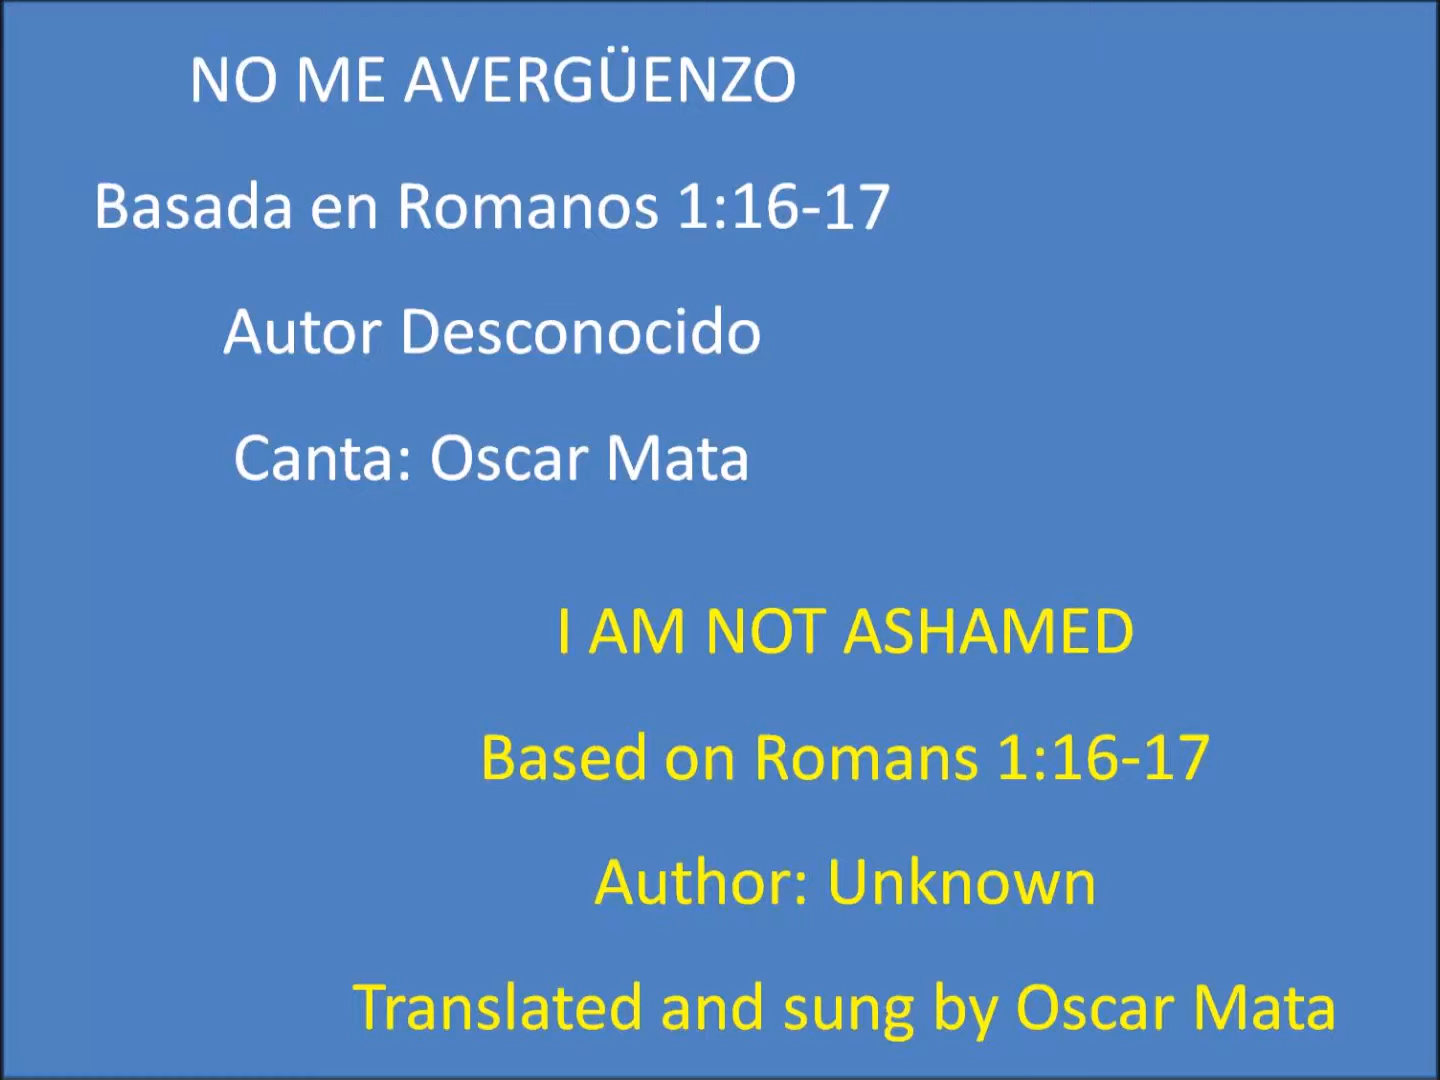 NO ME AVERGÜENZO
Basada en Romanos 1:16-17
Autor Desconocido
Canta: Oscar Mata
I AM NOT ASHAMED
Based on Romans 1:16-17
Author: Unknown
Translated and sung by Oscar Mata